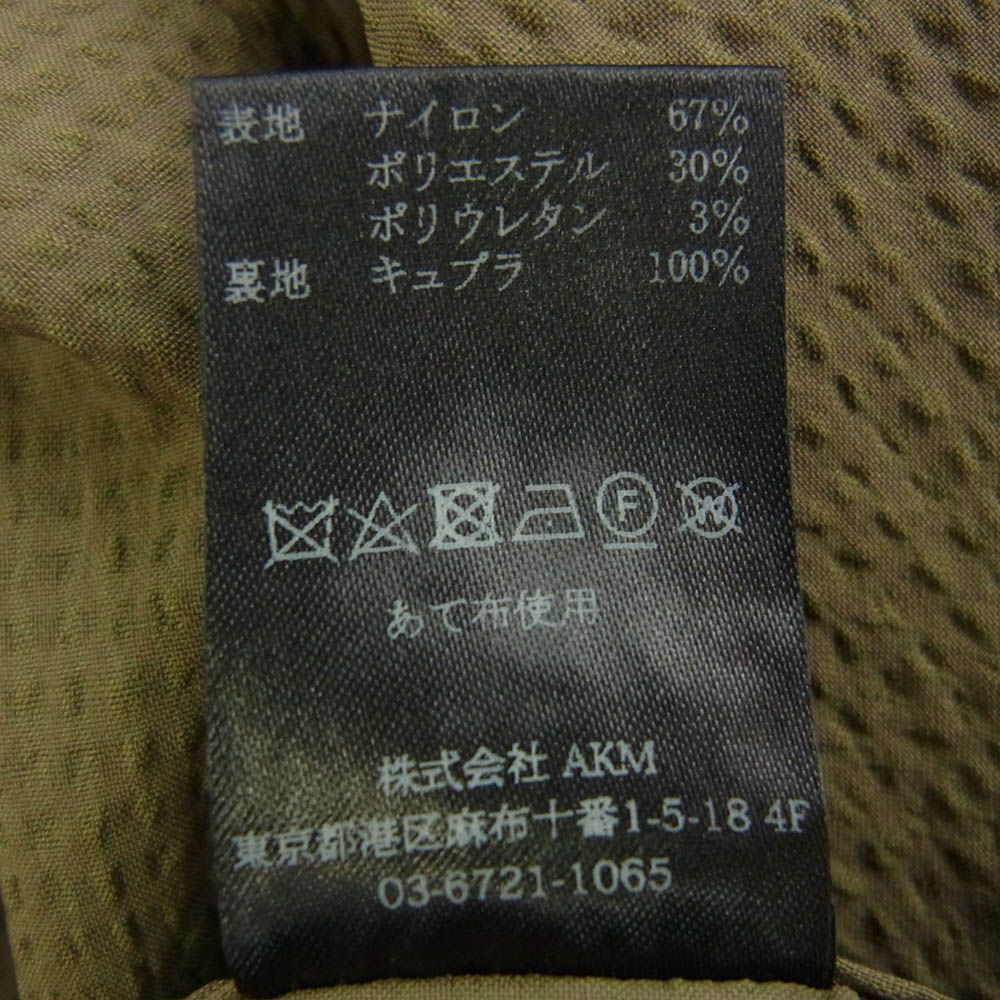 表地 ナイロン 67%
ポリエステル 30%
ポリウレタン 3%
裏地 キュプラ 100%
F W
あて布使用
株式会社 AKM
東京都港区麻布十番1-5-18 4F
03-6721-1065